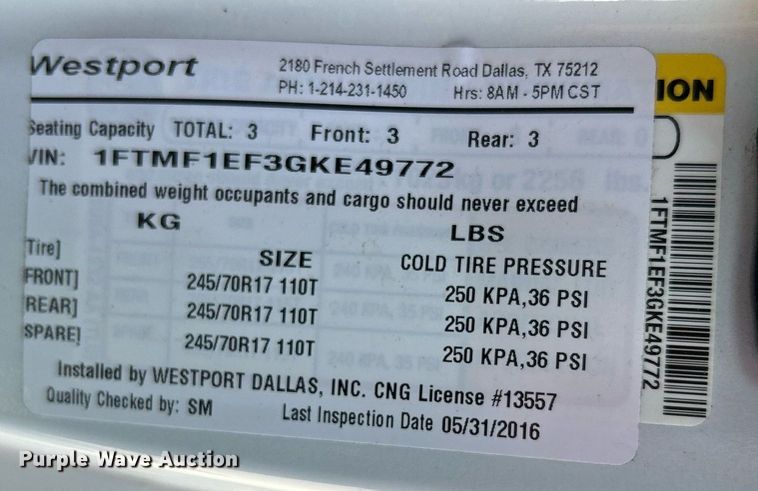 Westport
2180 French Settlement Road Dallas, TX 75212
PH: 1-214-231-1450 Hrs: 8AM - 5PM CST
ION
Seating Capacity TOTAL: 3 Front: 3 Rear: 3
VIN: 1FTMF1EF3GKE49772
The combined weight occupants and cargo should never exceed
KG LBS
Tire] SIZE COLD TIRE PRESSURE
FRONT] 245/70R17 110T 250 KPA,36 PSI
REAR] 245/70R17 110T 250 KPA,36 PSI
SPARE] 245/70R17 110T 250 KPA,36 PSI
Installed by WESTPORT DALLAS, INC. CNG License #13557
Quality Checked by: SM Last Inspection Date 05/31/2016
1FTMF1EF3GKE49772
Purple Wave Auction